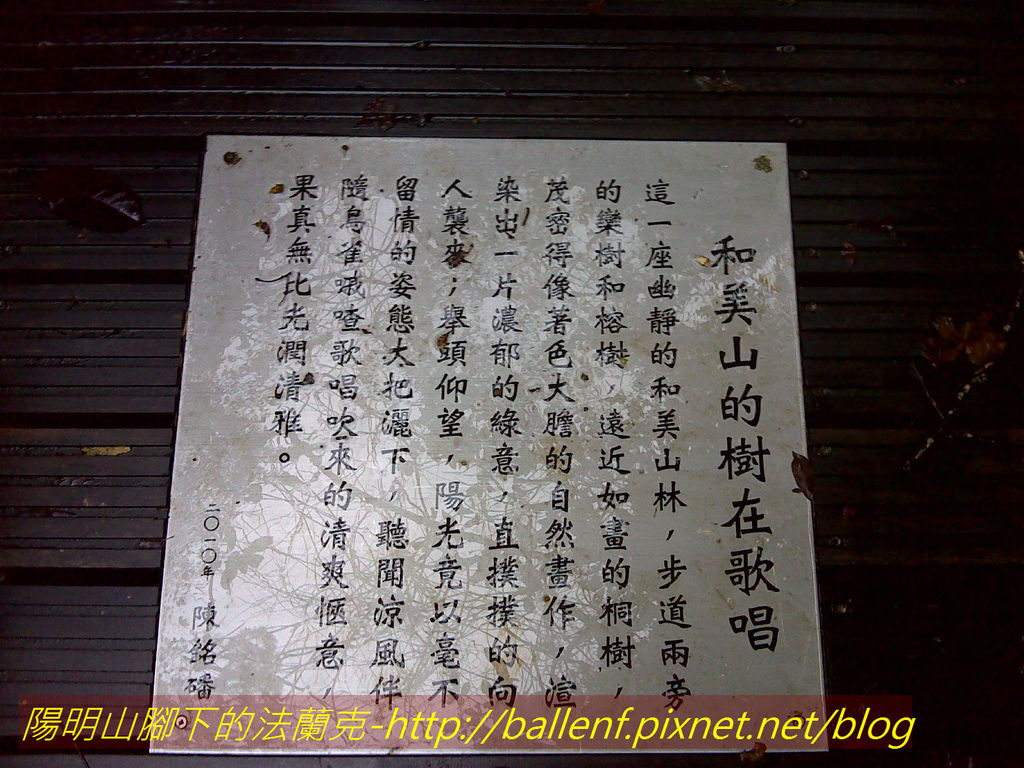 和美山的樹在歌唱
這一座幽靜的和美山林，步道兩旁
的欒樹和榕樹，遠近如畫的桐樹，
茂密得像著色大膽的自然畫作，渲
染出一片濃郁的綠意，直撲撲的向
人襲來；舉頭仰望，陽光竟以毫不
留情的姿態大把灑下，聽聞涼風伴
隨鳥雀哦喳歌唱吹來的清爽愜意，
果真無比光潤清雅。
二〇一〇年 陳銘磻
陽明山腳下的法蘭克-http://ballenf.pixnet.net/blog